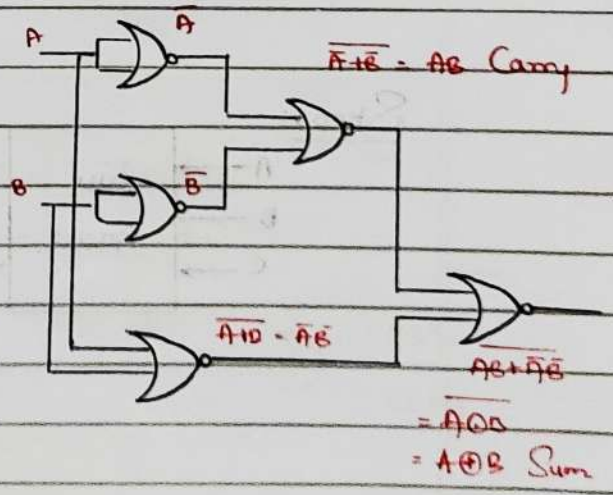 A
A̅
A̅+B̅ = AB Carry
B
B̅
A+B = A̅ B̅
AB + A̅B̅
= A⊙B
= A⊕B Sum